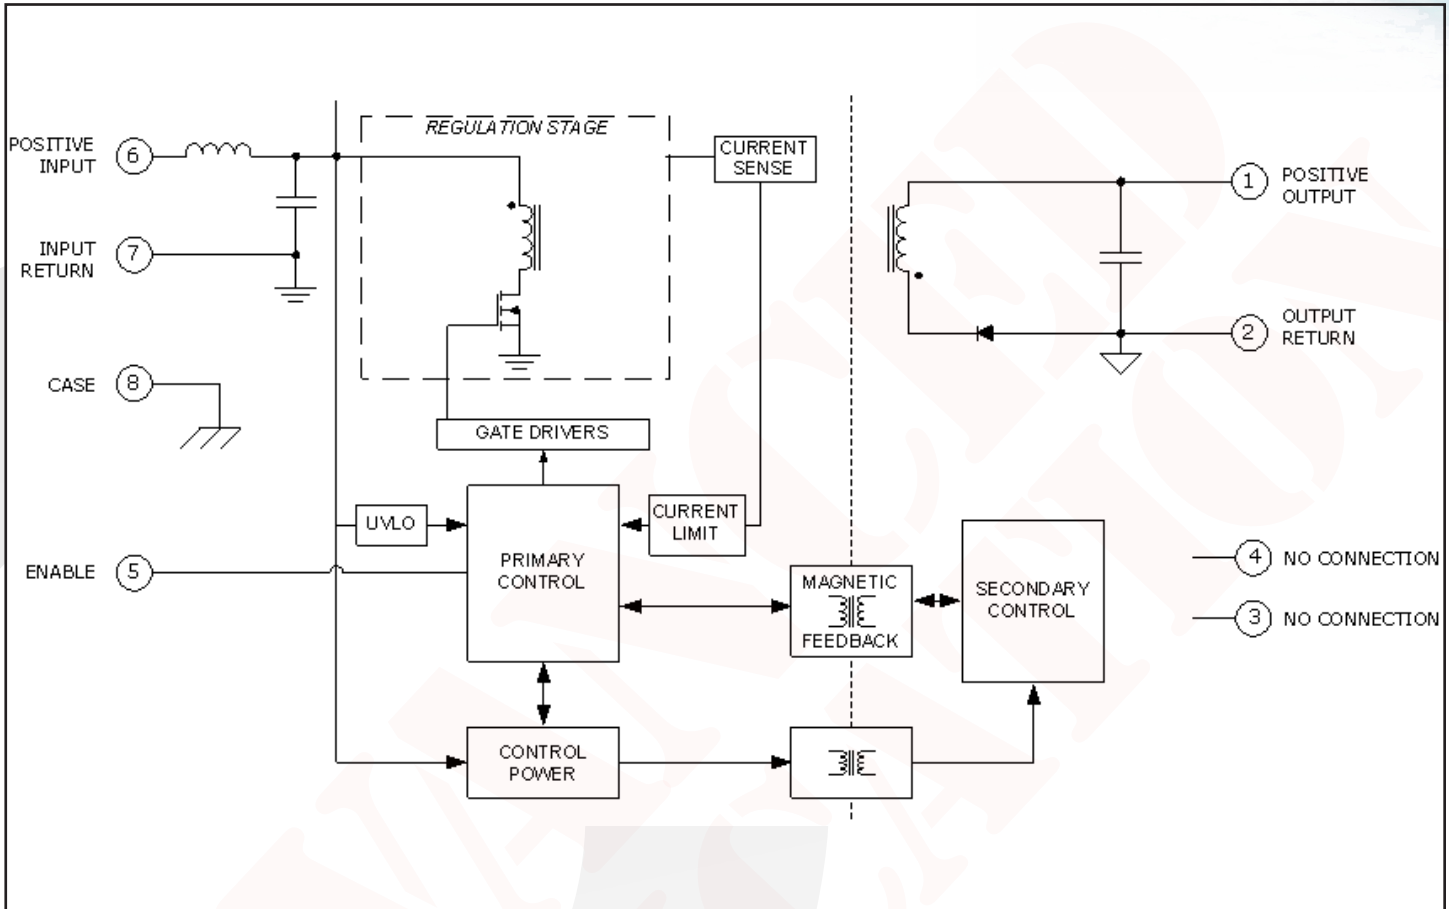 REGULATION STAGE
POSITIVE
INPUT
6
INPUT
RETURN
7
CASE
8
ENABLE
5
CURRENT
SENSE
GATE DRIVERS
UVLO
PRIMARY
CONTROL
CURRENT
LIMIT
CONTROL
POWER
MAGNETIC
FEEDBACK
SECONDARY
CONTROL
1
POSITIVE
OUTPUT
2
OUTPUT
RETURN
4
NO CONNECTION
3
NO CONNECTION